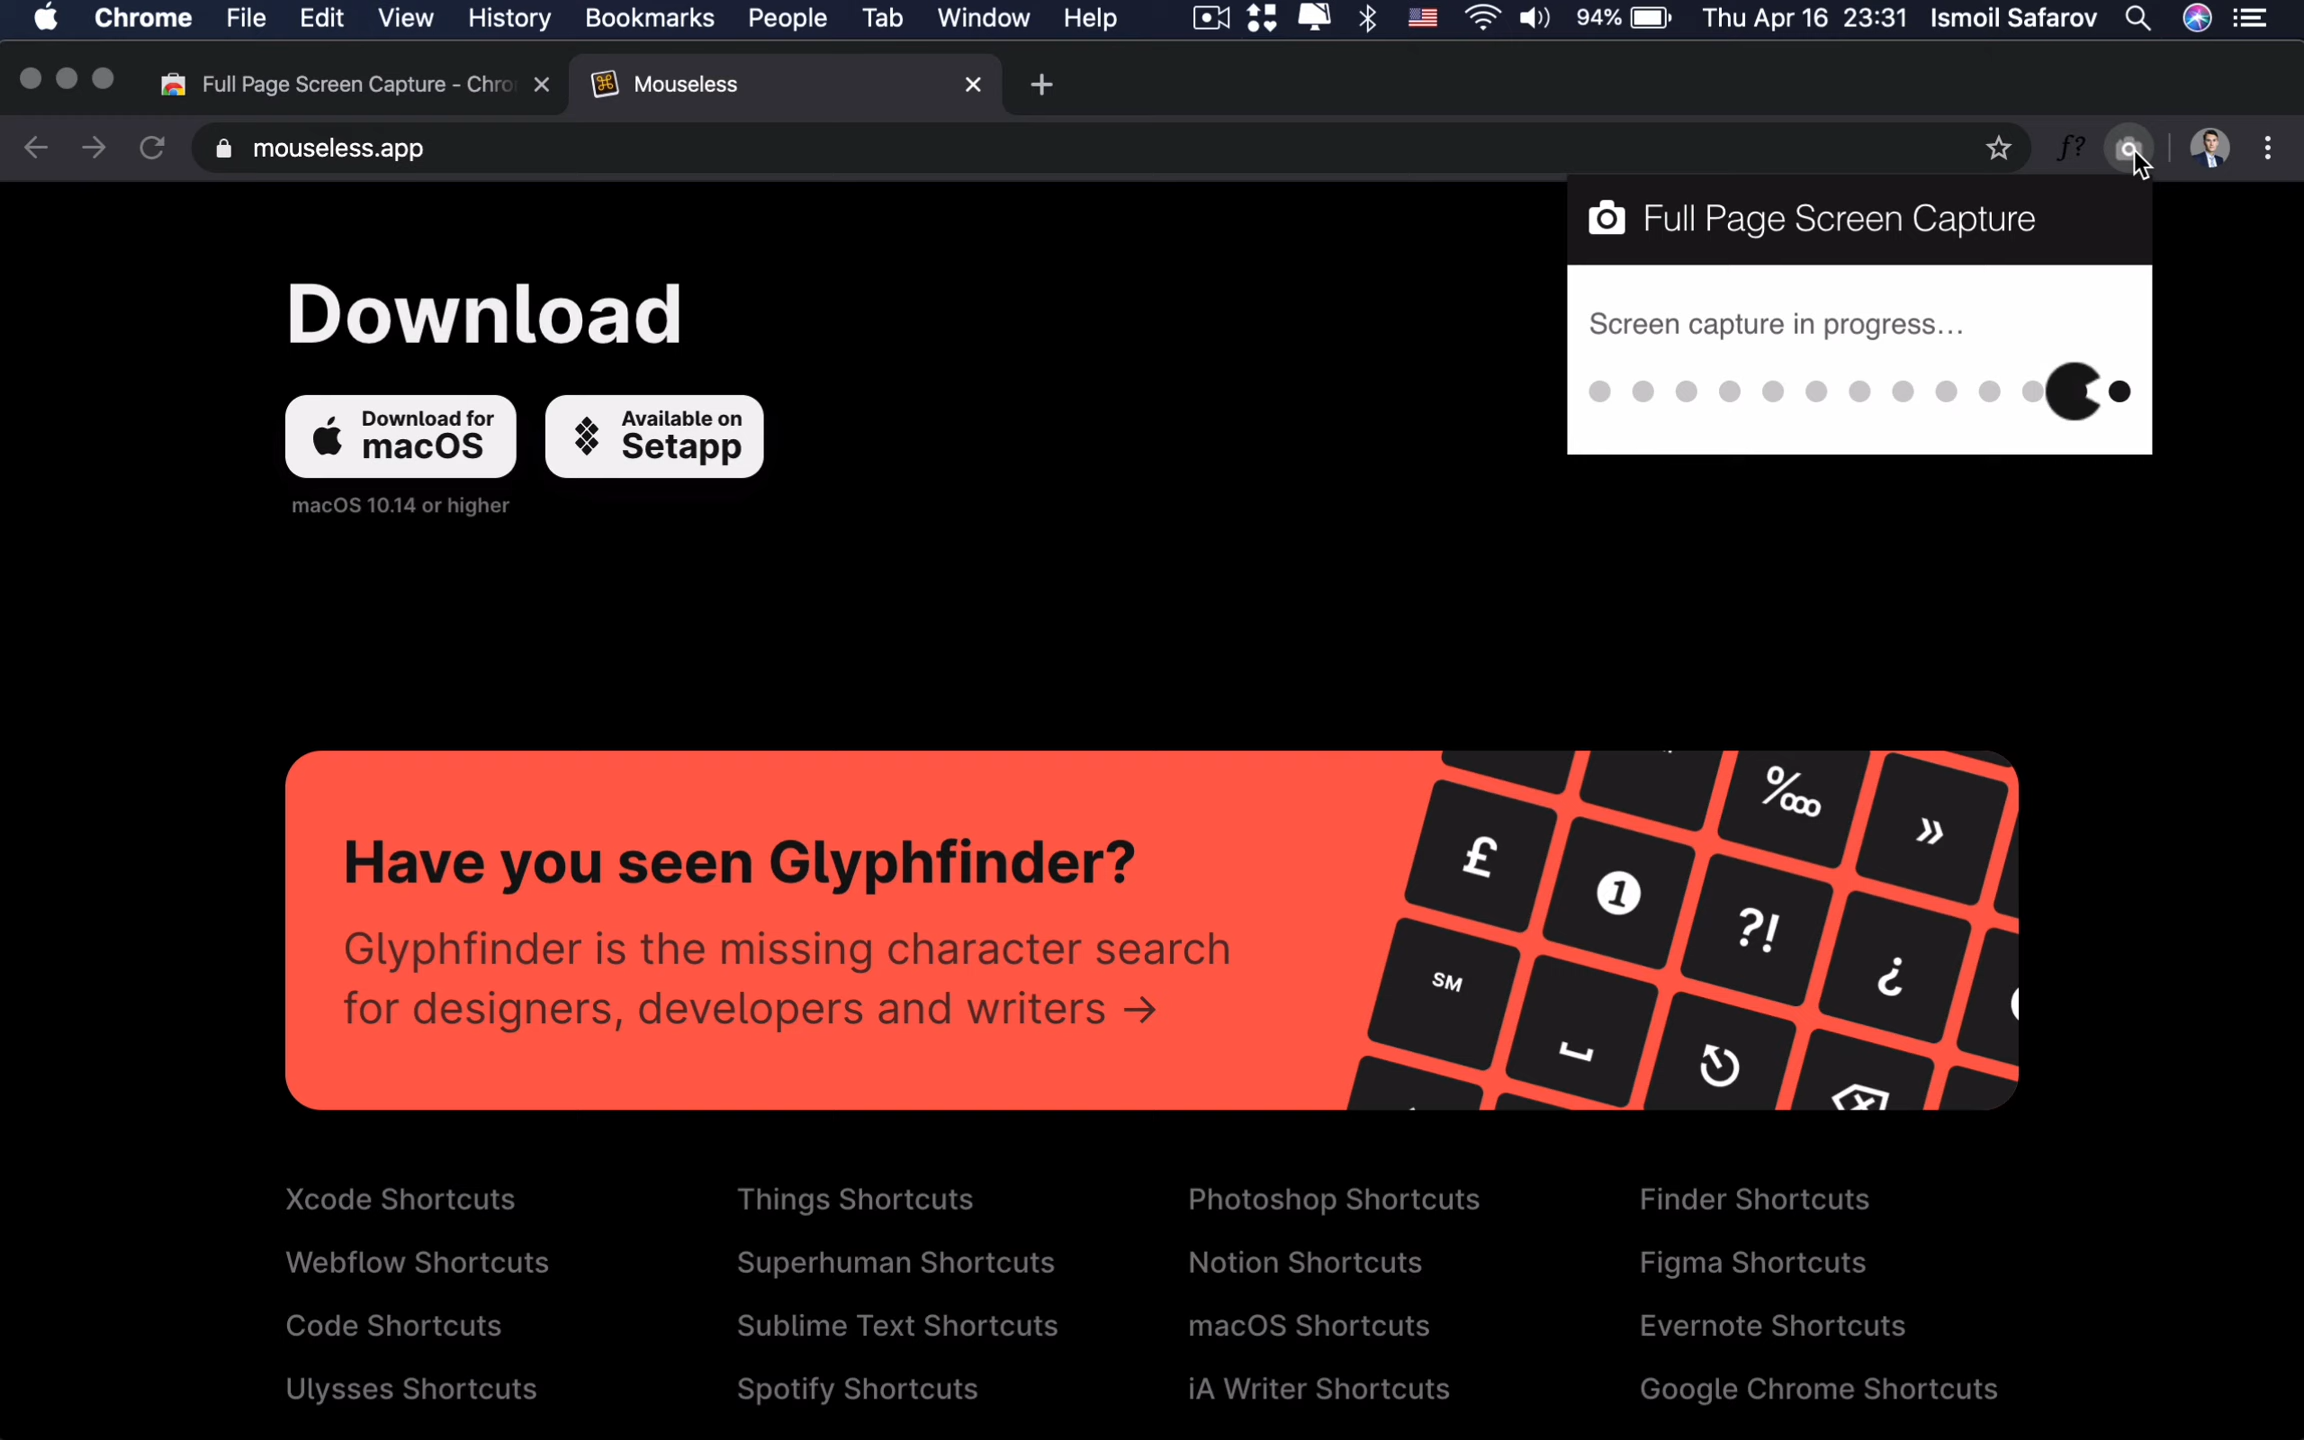 Chrome File Edit View History Bookmarks People Tab Window Help 94% Thu Apr 16 23:31 Ismoil Safarov
Full Page Screen Capture - Chro
Mouseless
mouseless.app
f?
Full Page Screen Capture
Screen capture in progress…
Download
Download for
macOS
Available on
Setapp
macOS 10.14 or higher
Have you seen Glyphfinder?
Glyphfinder is the missing character search
for designers, developers and writers →
‱ »
£ ❶ ?! ¿
℠ ⎵
Xcode Shortcuts Things Shortcuts Photoshop Shortcuts Finder Shortcuts
Webflow Shortcuts Superhuman Shortcuts Notion Shortcuts Figma Shortcuts
Code Shortcuts Sublime Text Shortcuts macOS Shortcuts Evernote Shortcuts
Ulysses Shortcuts Spotify Shortcuts iA Writer Shortcuts Google Chrome Shortcuts